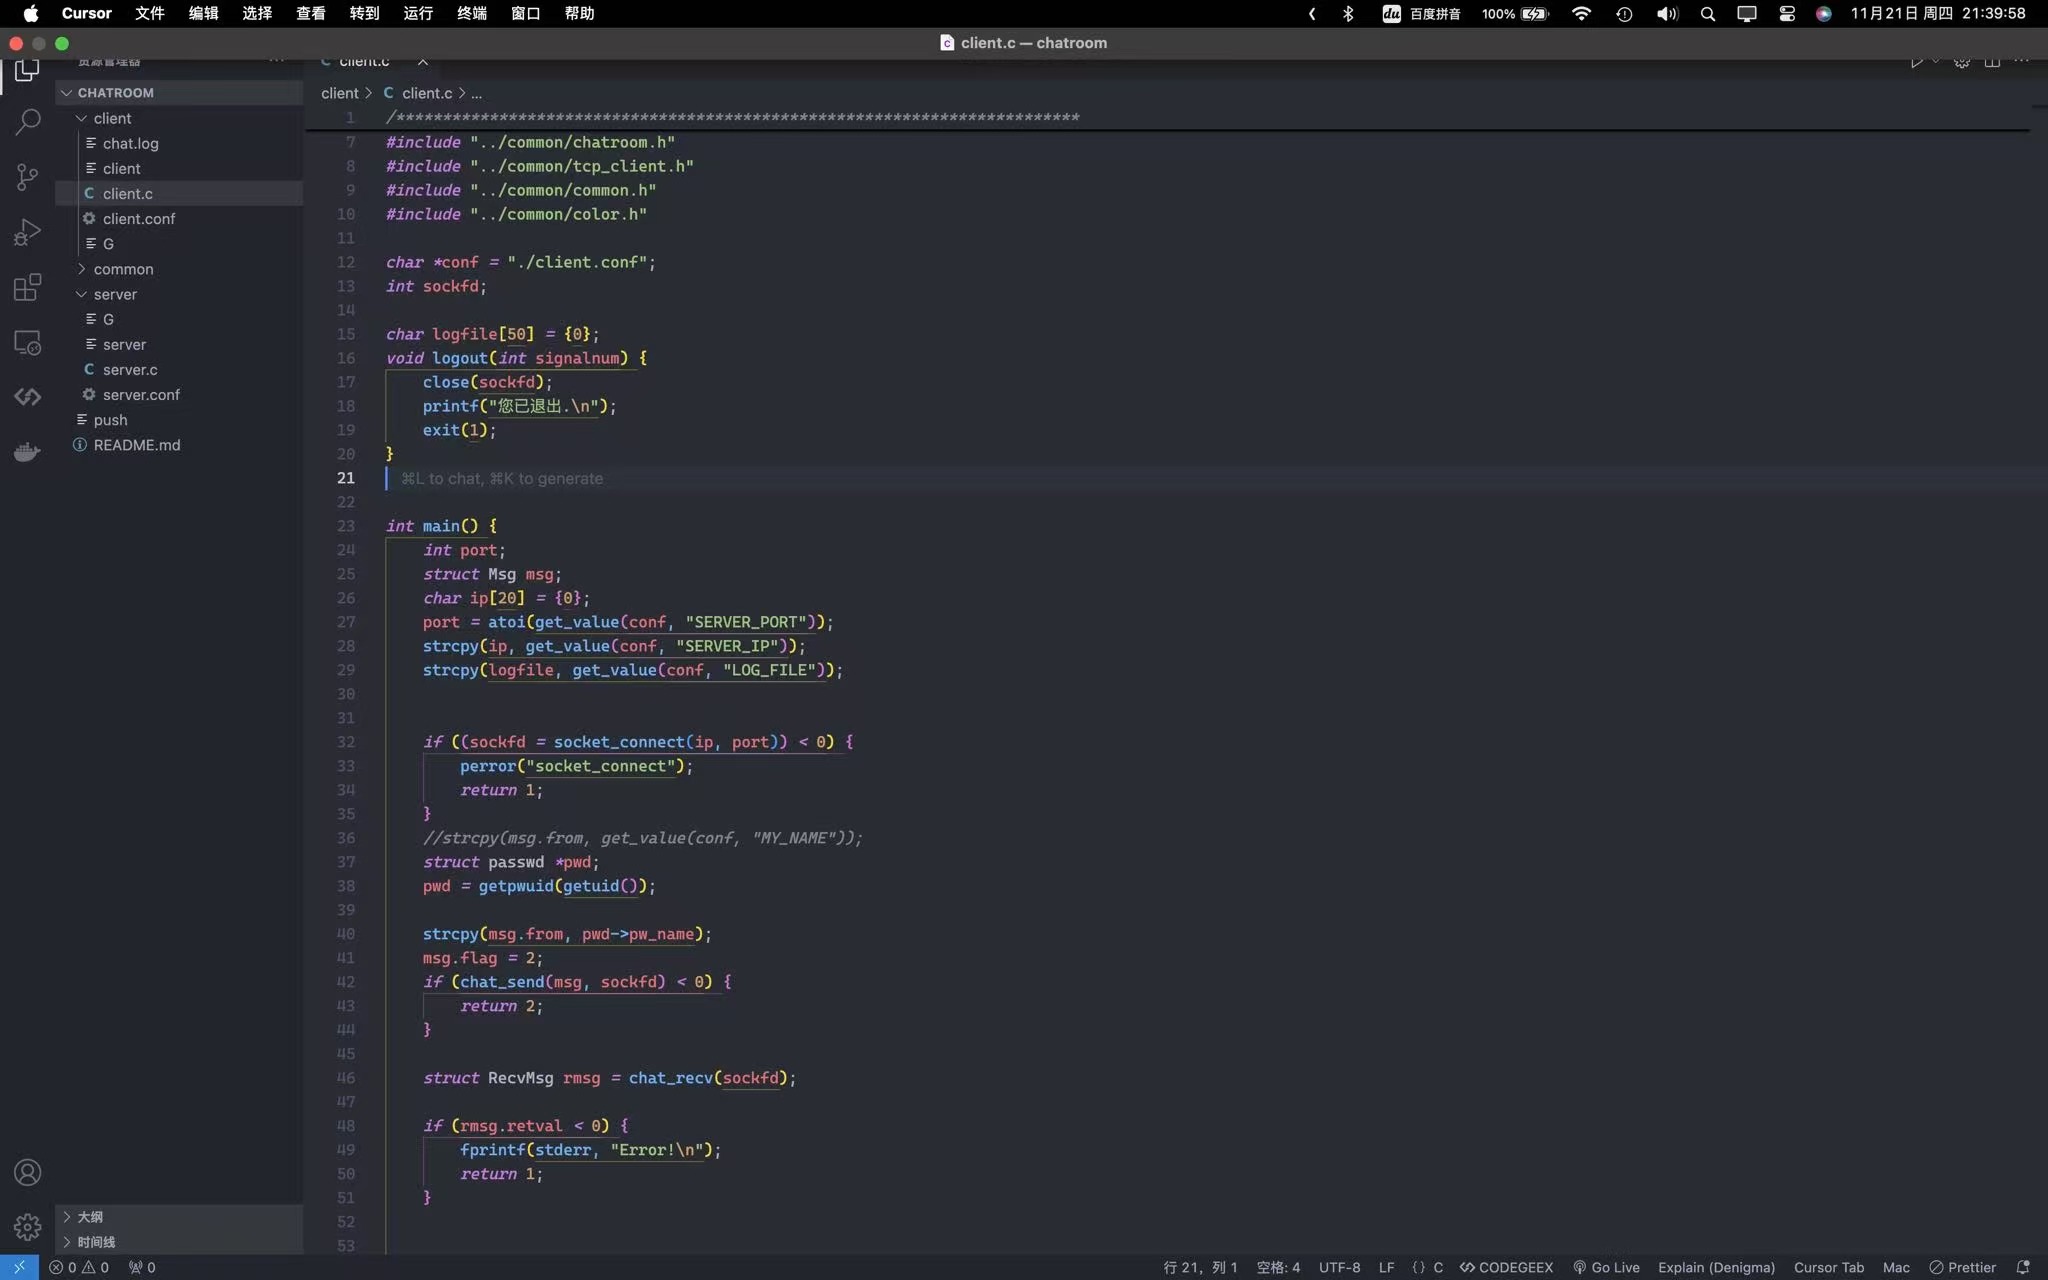 Cursor 文件 编辑 选择 查看 转到 运行 终端 窗口 帮助 du 百度拼音 100% 11月21日 周四 21:39:58
client.c — chatroom
资源管理器 ···
CHATROOM
client
chat.log
client
client.c
client.conf
G
common
server
G
server
server.c
server.conf
push
README.md
大纲
时间线
C client.c ×
client > C client.c > ...
1 /*************************************************************************
7 #include "../common/chatroom.h"
8 #include "../common/tcp_client.h"
9 #include "../common/common.h"
10 #include "../common/color.h"
11
12 char *conf = "./client.conf";
13 int sockfd;
14
15 char logfile[50] = {0};
16 void logout(int signalnum) {
17     close(sockfd);
18     printf("您已退出.\n");
19     exit(1);
20 }
21 ⌘L to chat, ⌘K to generate
22
23 int main() {
24     int port;
25     struct Msg msg;
26     char ip[20] = {0};
27     port = atoi(get_value(conf, "SERVER_PORT"));
28     strcpy(ip, get_value(conf, "SERVER_IP"));
29     strcpy(logfile, get_value(conf, "LOG_FILE"));
30
31
32     if ((sockfd = socket_connect(ip, port)) < 0) {
33         perror("socket_connect");
34         return 1;
35     }
36     //strcpy(msg.from, get_value(conf, "MY_NAME"));
37     struct passwd *pwd;
38     pwd = getpwuid(getuid());
39
40     strcpy(msg.from, pwd->pw_name);
41     msg.flag = 2;
42     if (chat_send(msg, sockfd) < 0) {
43         return 2;
44     }
45
46     struct RecvMsg rmsg = chat_recv(sockfd);
47
48     if (rmsg.retval < 0) {
49         fprintf(stderr, "Error!\n");
50         return 1;
51     }
52
53
0 0 0 行 21，列 1 空格: 4 UTF-8 LF {} C CODEGEEX Go Live Explain (Denigma) Cursor Tab Mac Prettier